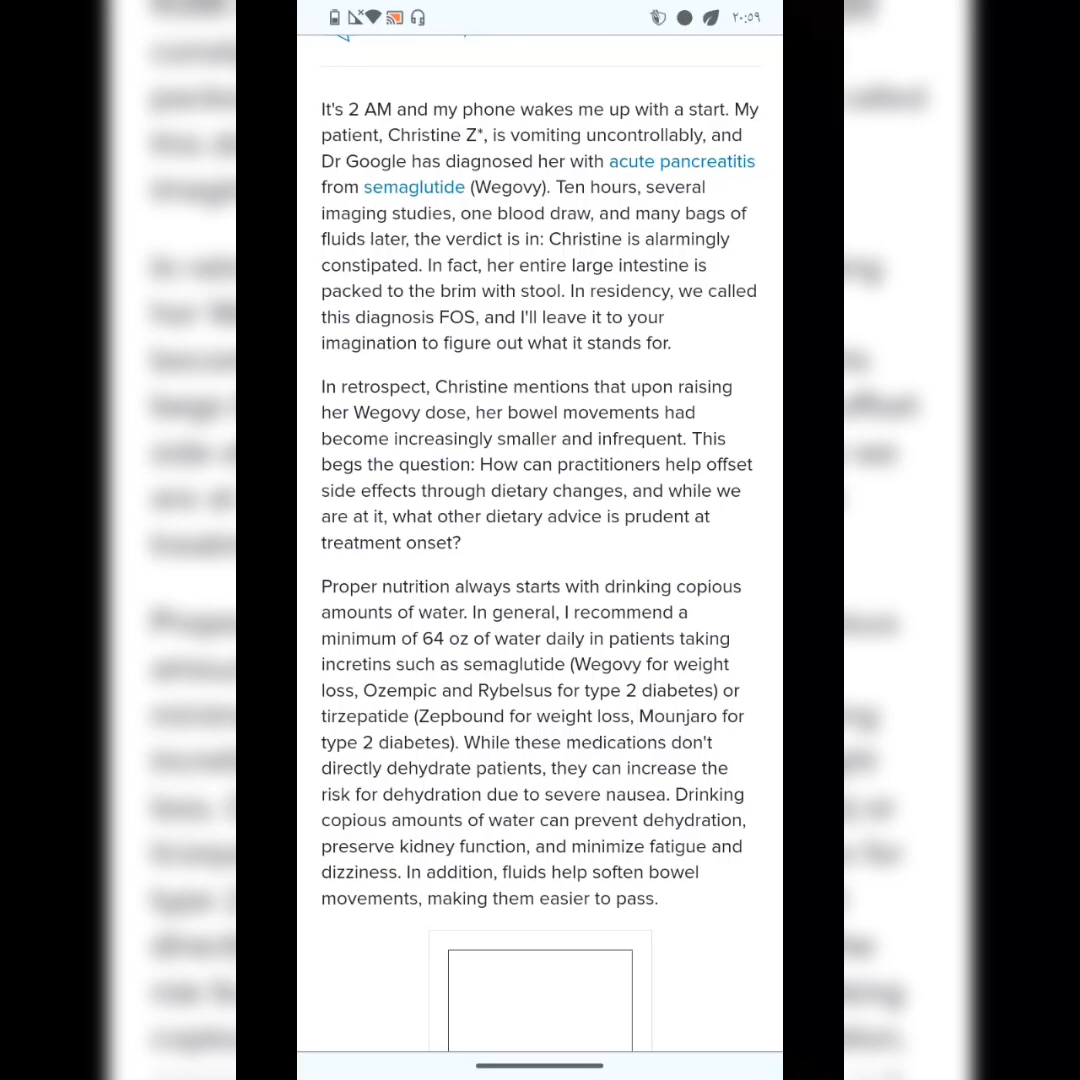 ٢٠:٥٩
It's 2 AM and my phone wakes me up with a start. My
patient, Christine Z*, is vomiting uncontrollably, and
Dr Google has diagnosed her with acute pancreatitis
from semaglutide (Wegovy). Ten hours, several
imaging studies, one blood draw, and many bags of
fluids later, the verdict is in: Christine is alarmingly
constipated. In fact, her entire large intestine is
packed to the brim with stool. In residency, we called
this diagnosis FOS, and I'll leave it to your
imagination to figure out what it stands for.
In retrospect, Christine mentions that upon raising
her Wegovy dose, her bowel movements had
become increasingly smaller and infrequent. This
begs the question: How can practitioners help offset
side effects through dietary changes, and while we
are at it, what other dietary advice is prudent at
treatment onset?
Proper nutrition always starts with drinking copious
amounts of water. In general, I recommend a
minimum of 64 oz of water daily in patients taking
incretins such as semaglutide (Wegovy for weight
loss, Ozempic and Rybelsus for type 2 diabetes) or
tirzepatide (Zepbound for weight loss, Mounjaro for
type 2 diabetes). While these medications don't
directly dehydrate patients, they can increase the
risk for dehydration due to severe nausea. Drinking
copious amounts of water can prevent dehydration,
preserve kidney function, and minimize fatigue and
dizziness. In addition, fluids help soften bowel
movements, making them easier to pass.